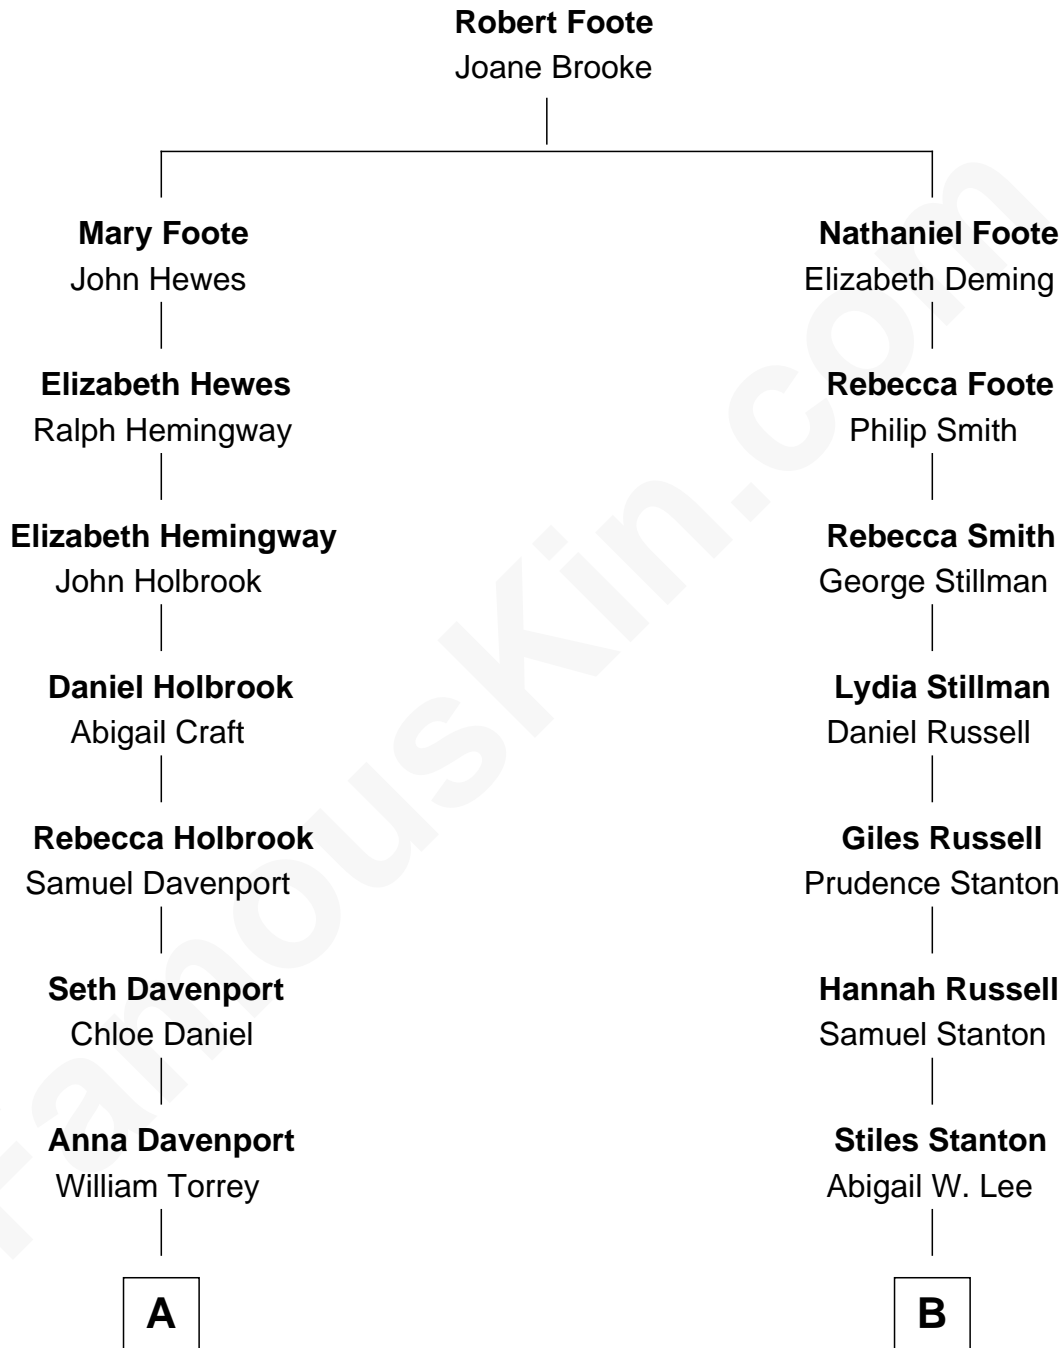 Robert Foote
Joane Brooke
Mary Foote
John Hewes
Nathaniel Foote
Elizabeth Deming
Elizabeth Hewes
Ralph Hemingway
Rebecca Foote
Philip Smith
Elizabeth Hemingway
John Holbrook
Rebecca Smith
George Stillman
Daniel Holbrook
Abigail Craft
Lydia Stillman
Daniel Russell
Rebecca Holbrook
Samuel Davenport
Giles Russell
Prudence Stanton
Seth Davenport
Chloe Daniel
Hannah Russell
Samuel Stanton
Anna Davenport
William Torrey
Stiles Stanton
Abigail W. Lee
A
B
FamousKin.com